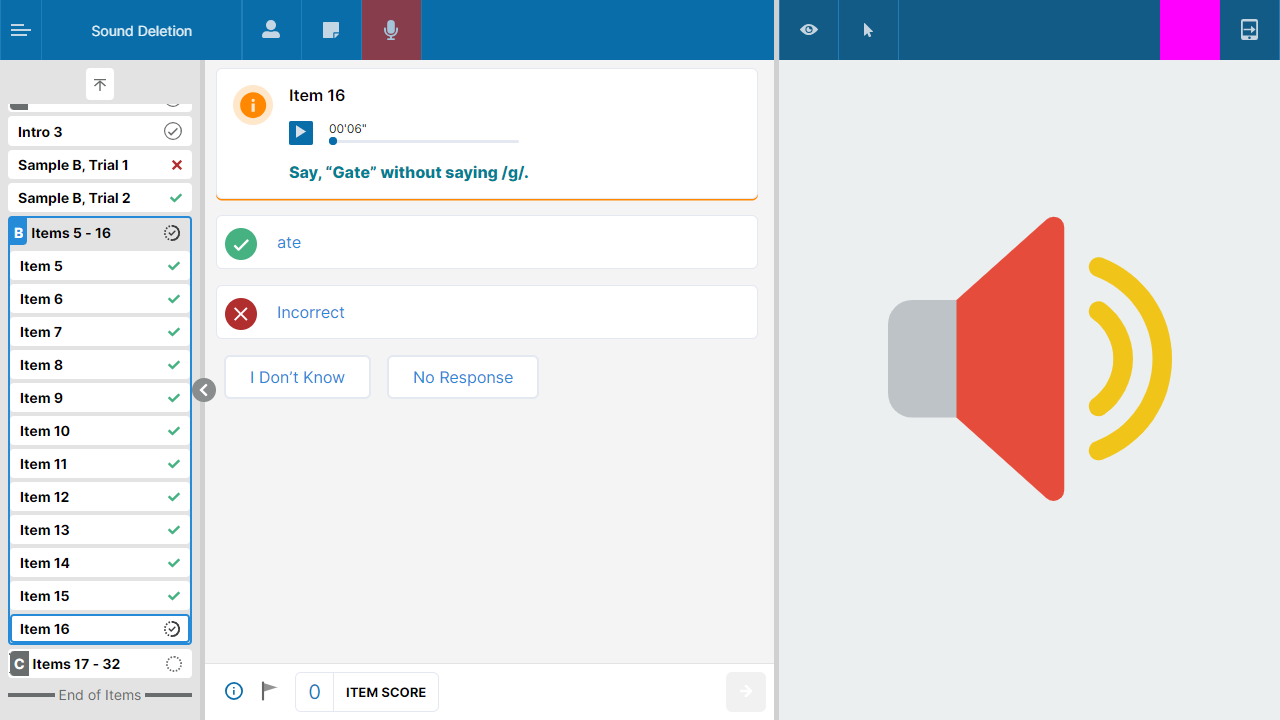 Sound Deletion
Intro 3
Sample B, Trial 1
Sample B, Trial 2
B Items 5 - 16
Item 5
Item 6
Item 7
Item 8
Item 9
Item 10
Item 11
Item 12
Item 13
Item 14
Item 15
Item 16
C Items 17 - 32
End of Items
Item 16
00'06"
Say, “Gate” without saying /g/.
ate
Incorrect
I Don’t Know
No Response
0 ITEM SCORE